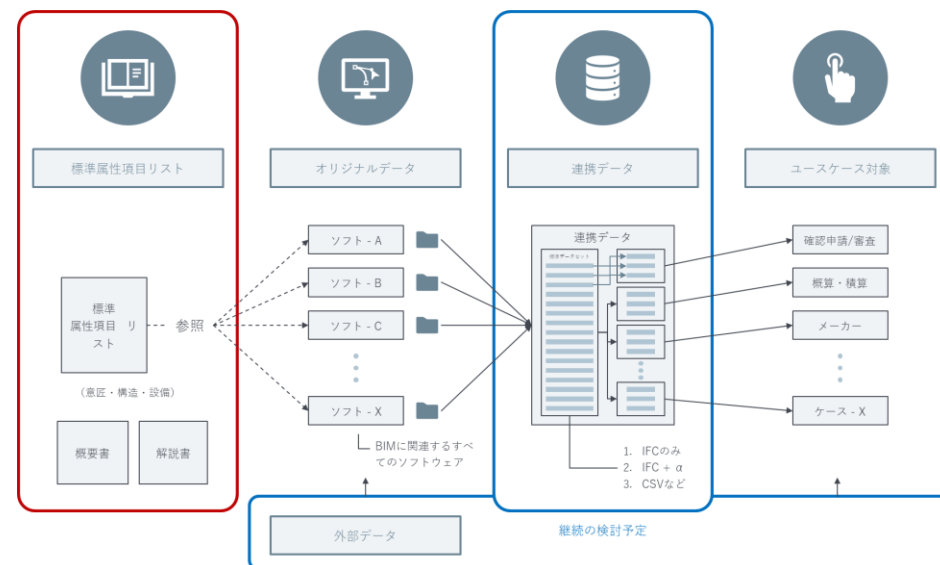 標準属性項目リスト
オリジナルデータ
連携データ
ユースケース対象
標準
属性項目 リ
スト
参照
(意匠・構造・設備)
概要書
解説書
ソフト - A
ソフト - B
ソフト - C
ソフト - X
BIMに関連するすべ
てのソフトウェア
連携データ
1. IFCのみ
2. IFC + α
3. CSVなど
確認申請/審査
概算・積算
メーカー
ケース - X
外部データ
継続の検討予定